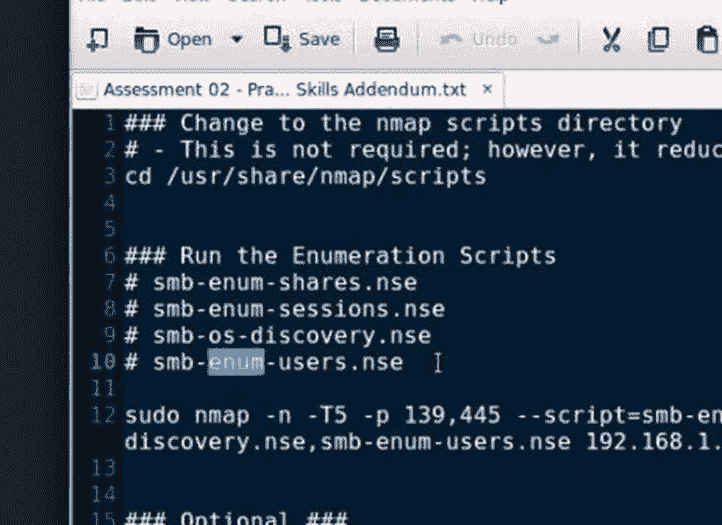 Open Save Undo
Assessment 02 - Pra... Skills Addendum.txt ×
1 ### Change to the nmap scripts directory
2 # - This is not required; however, it reduc
3 cd /usr/share/nmap/scripts
4
5
6 ### Run the Enumeration Scripts
7 # smb-enum-shares.nse
8 # smb-enum-sessions.nse
9 # smb-os-discovery.nse
10 # smb-enum-users.nse
11
12 sudo nmap -n -T5 -p 139,445 --script=smb-en
discovery.nse,smb-enum-users.nse 192.168.1.
13
14
15 ### Optional ###